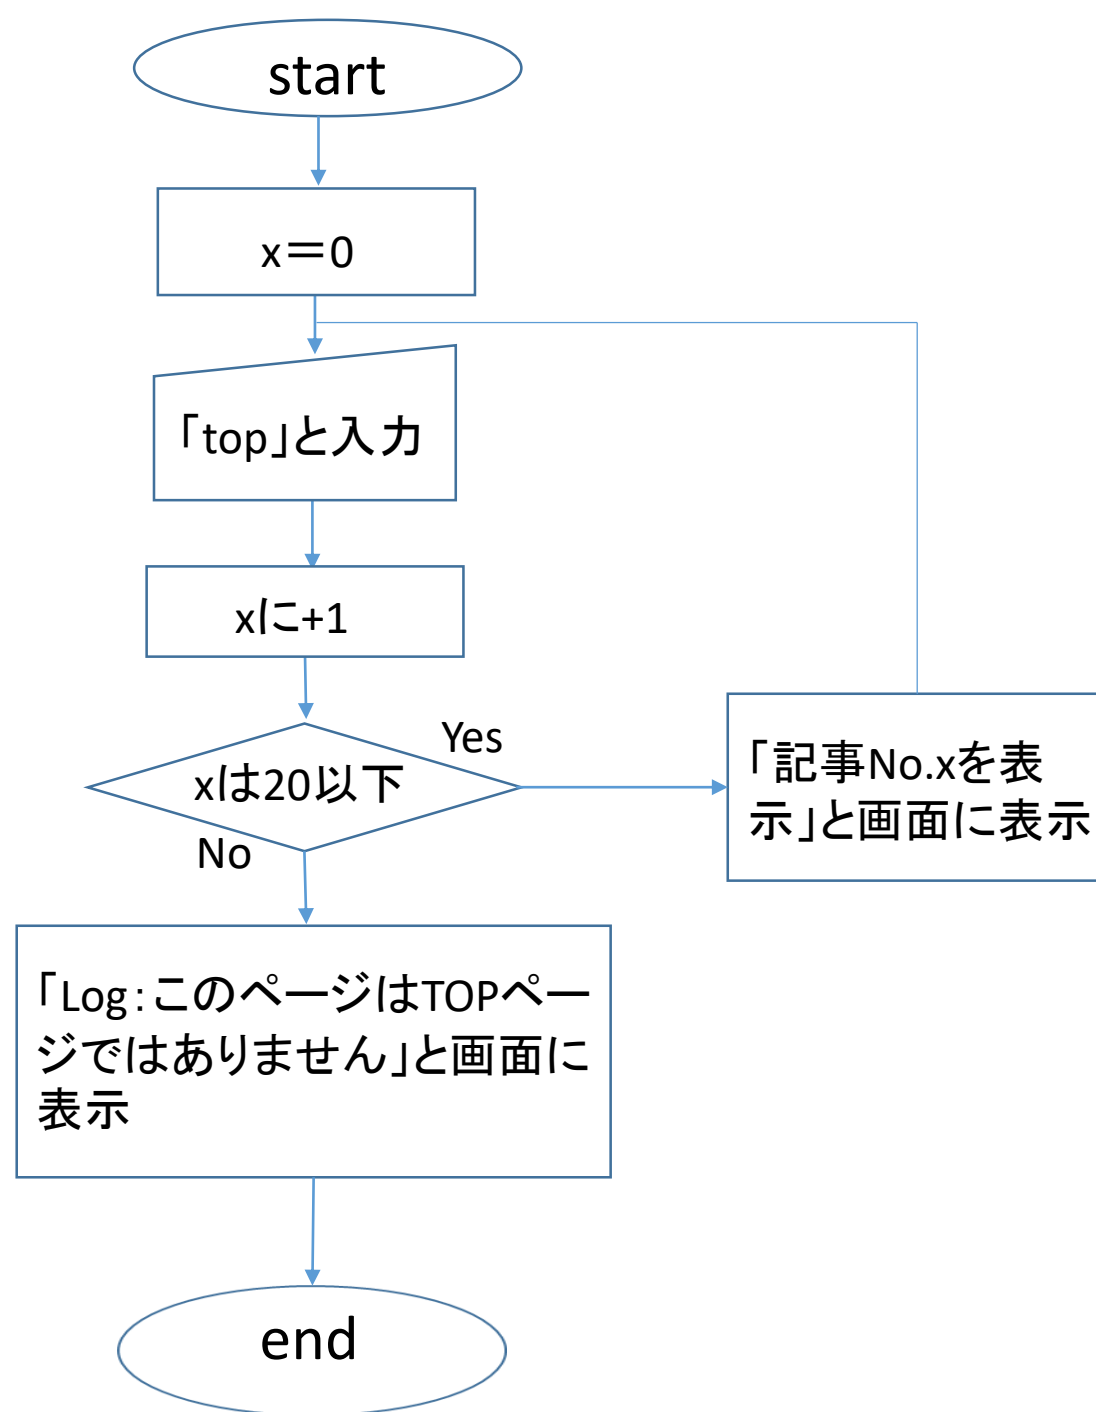 start
x=0
「top」と入力
xに+1
xは20以下
Yes
No
「記事No.xを表
示」と画面に表示
「Log:このページはTOPペー
ジではありません」と画面に
表示
end